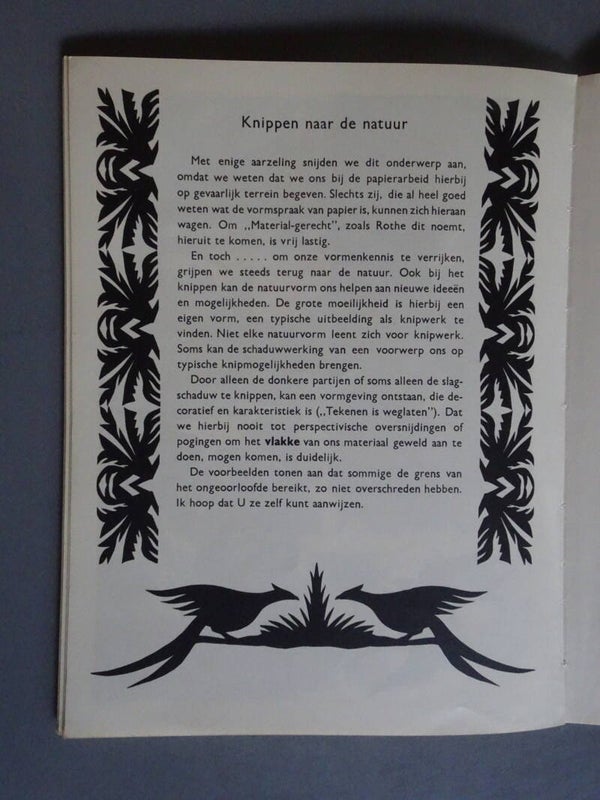 Knippen naar de natuur
Met enige aarzeling snijden we dit onderwerp aan,
omdat we weten dat we ons bij de papierarbeid hierbij
op gevaarlijk terrein begeven. Slechts zij, die al heel goed
weten wat de vormspraak van papier is, kunnen zich hieraan
wagen. Om ,,Material-gerecht", zoals Rothe dit noemt,
hieruit te komen, is vrij lastig.
En toch ..... om onze vormenkennis te verrijken,
grijpen we steeds terug naar de natuur. Ook bij het
knippen kan de natuurvorm ons helpen aan nieuwe ideeën
en mogelijkheden. De grote moeilijkheid is hierbij een
eigen vorm, een typische uitbeelding als knipwerk te
vinden. Niet elke natuurvorm leent zich voor knipwerk.
Soms kan de schaduwwerking van een voorwerp ons op
typische knipmogelijkheden brengen.
Door alleen de donkere partijen of soms alleen de slag-
schaduw te knippen, kan een vormgeving ontstaan, die de-
coratief en karakteristiek is (,,Tekenen is weglaten"). Dat
we hierbij nooit tot perspectivische oversnijdingen of
pogingen om het vlakke van ons materiaal geweld aan te
doen, mogen komen, is duidelijk.
De voorbeelden tonen aan dat sommige de grens van
het ongeoorloofde bereikt, zo niet overschreden hebben.
Ik hoop dat U ze zelf kunt aanwijzen.